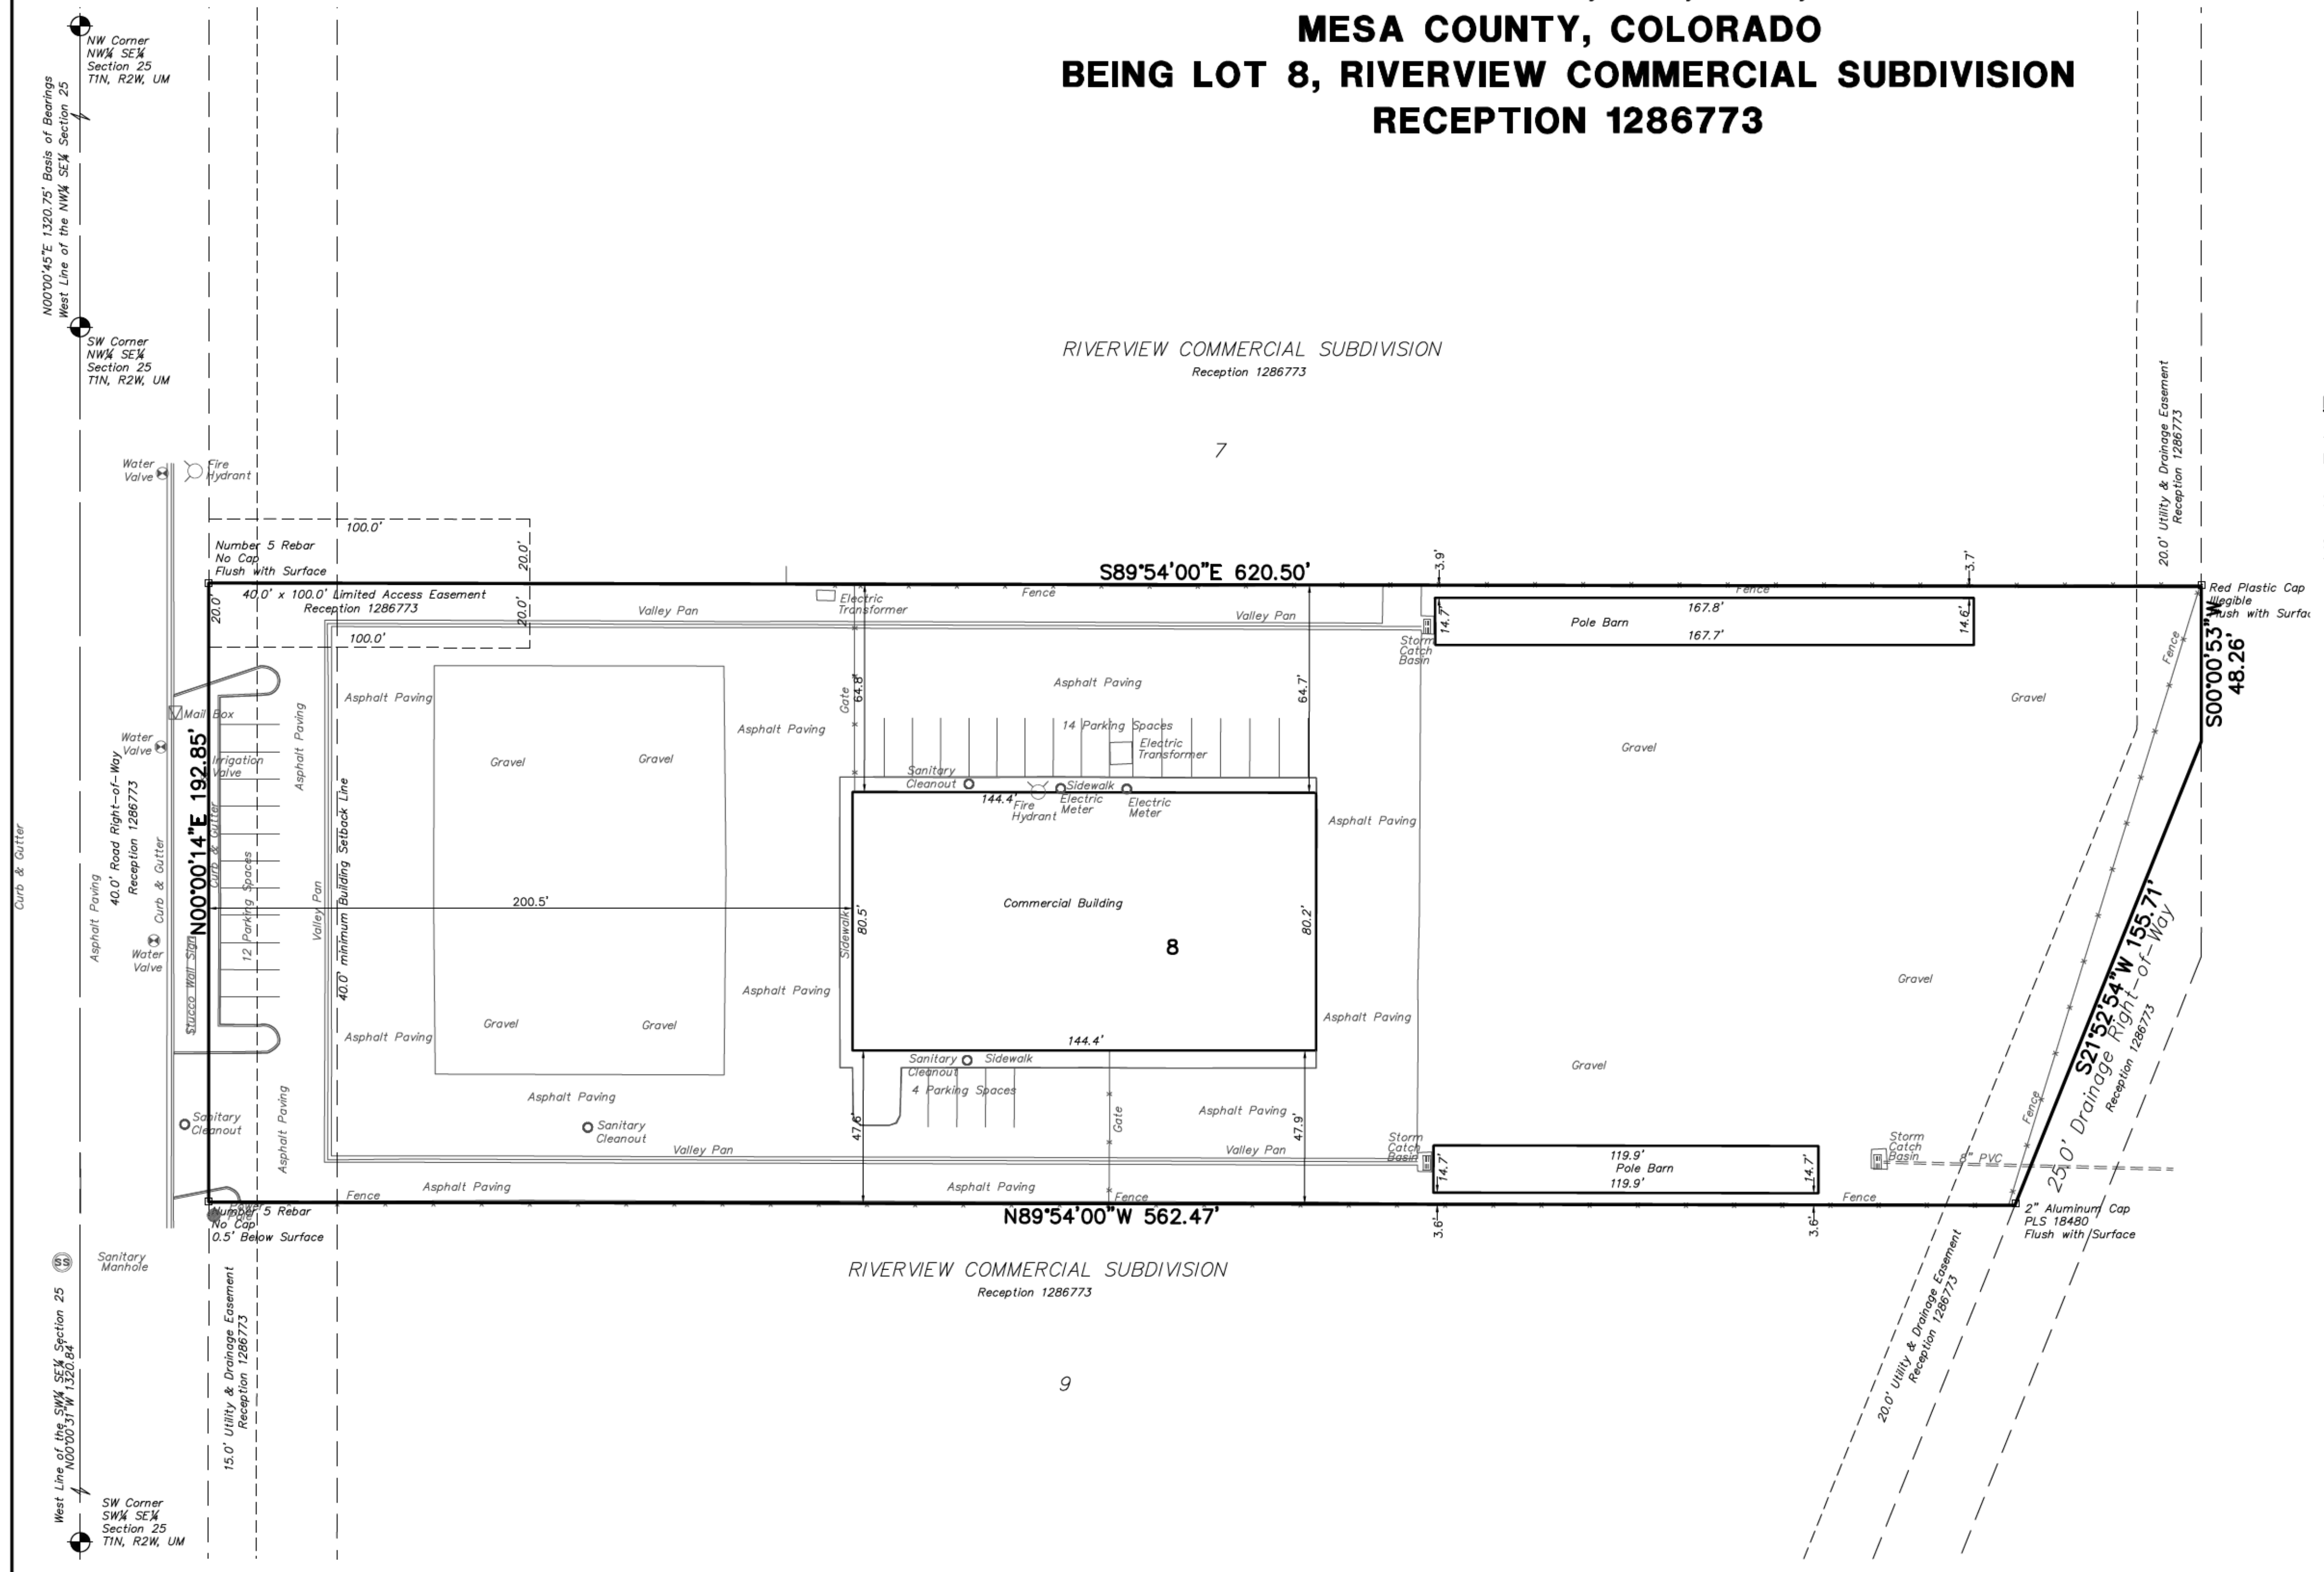 MESA COUNTY, COLORADO
BEING LOT 8, RIVERVIEW COMMERCIAL SUBDIVISION
RECEPTION 1286773
NW Corner
NW¼ SE¼
Section 25
T1N, R2W, UM
N00°00'45"E 1320.75' Basis of Bearings
West Line of the NW¼ SE¼ Section 25
SW Corner
NW¼ SE¼
Section 25
T1N, R2W, UM
RIVERVIEW COMMERCIAL SUBDIVISION
Reception 1286773
7
20.0' Utility & Drainage Easement
Reception 1286773
Water
Valve
Fire
Hydrant
100.0'
20.0'
Number 5 Rebar
No Cap
Flush with Surface
S89°54'00"E 620.50'
3.9'
3.7'
40.0' x 100.0' Limited Access Easement
Reception 1286773
20.0'
20.0'
100.0'
Valley Pan
Electric
Transformer
Fence
Valley Pan
Storm
Catch
Basin
Fence
167.8'
14.7'
Pole Barn
14.6'
167.7'
Red Plastic Cap
Illegible
Flush with
S00°00'53"W
48.26'
Fence
Mail Box
Water
Valve
Irrigation
Valve
Asphalt Paving
Asphalt Paving
Asphalt Paving
Gate
64.8'
Asphalt Paving
64.7'
14 Parking Spaces
Electric
Transformer
Gravel
Gravel
Gravel
Gravel
Sanitary
Cleanout
144.4'
Fire
Hydrant
Sidewalk
Electric
Meter
Electric
Meter
Asphalt Paving
Curb & Gutter
Asphalt Paving
40.0' Road Right-of-Way
Reception 1286773
Curb & Gutter
N00°00'14"E 192.85'
Curb & Gutter
12 Parking Spaces
Valley Pan
40.0' minimum Building Setback Line
200.5'
Sidewalk
80.5'
Commercial Building
8
80.2'
Water
Valve
Stucco Wall Sign
Asphalt Paving
Gravel
Gravel
Gravel
Asphalt Paving
Asphalt Paving
144.4'
Gravel
S21°52'54"W 155.71'
25.0' Drainage Right-of-Way
Reception 1286773
Sanitary
Cleanout
Sidewalk
4 Parking Spaces
Asphalt Paving
Asphalt Paving
Sanitary
Cleanout
Sanitary
Cleanout
47.6'
Gate
Asphalt Paving
47.9'
Fence
Valley Pan
Valley Pan
Storm
Catch
Basin
14.7'
119.9'
Pole Barn
119.9'
14.7'
Storm
Catch
Basin
8" PVC
Asphalt Paving
Asphalt Paving
Fence
Fence
Fence
N89°54'00"W 562.47'
3.6'
3.6'
Power
Number 5 Rebar
No Cap
0.5' Below Surface
2" Aluminum Cap
PLS 18480
Flush with Surface
SS
Sanitary
Manhole
RIVERVIEW COMMERCIAL SUBDIVISION
Reception 1286773
9
20.0' Utility & Drainage Easement
Reception 1286773
15.0' Utility & Drainage Easement
Reception 1286773
West Line of the SW¼ SE¼ Section 25
N00°00'31"W 1320.84'
SW Corner
SW¼ SE¼
Section 25
T1N, R2W, UM